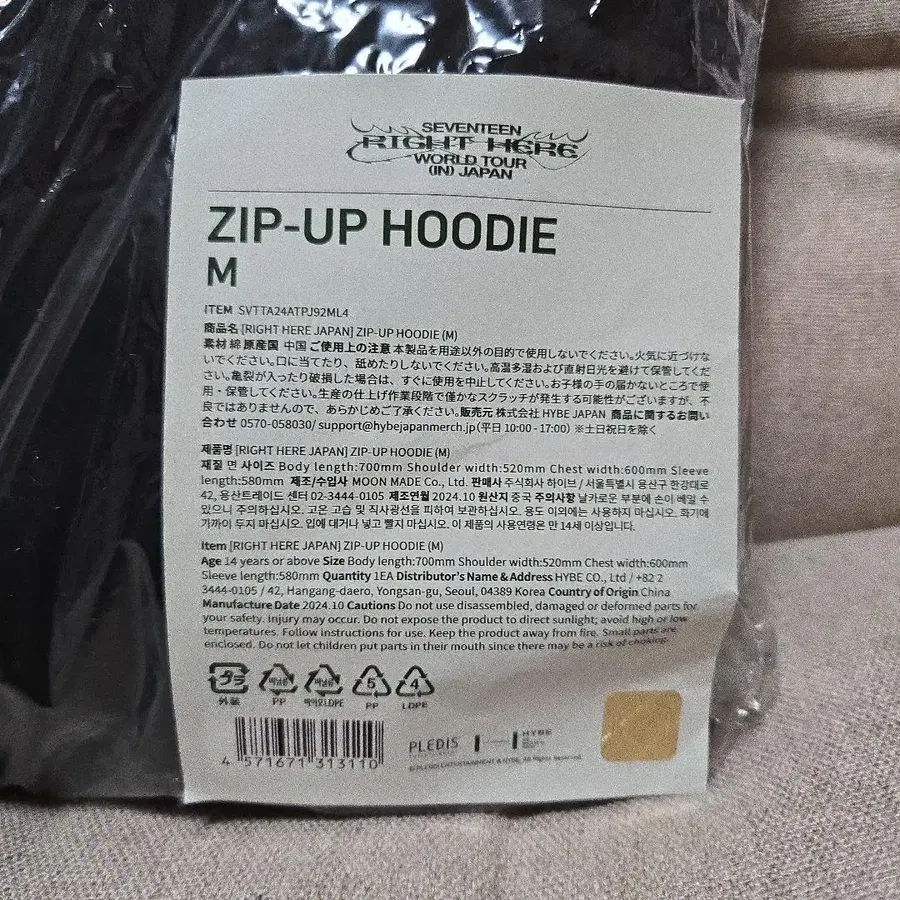 SEVENTEEN
RIGHT HERE
WORLD TOUR
(IN) JAPAN
ZIP-UP HOODIE
M
ITEM SVTTA24ATPJ92ML4
商品名 [RIGHT HERE JAPAN] ZIP-UP HOODIE (M)
素材 綿 原産国 中国 ご使用上の注意 本製品を用途以外の目的で使用しないでください。火気に近づけな
いでください。口に当てたり、舐めたりしないでください。高温多湿および直射日光を避けて保管してくだ
さい。亀裂が入ったり破損した場合は、すぐに使用を中止してください。お子様の手の届かないところで使
用・保管してください。生産の仕上げ作業段階で僅かなスクラッチが発生する可能性がございますが、不
良ではありませんので、あらかじめご了承ください。販売元 株式会社 HYBE JAPAN 商品に関するお問い
合わせ 0570-058030/ support@hybejapanmerch.jp (平日 10:00 - 17:00) ※土日祝日を除く
제품명 [RIGHT HERE JAPAN] ZIP-UP HOODIE (M)
재질 면 사이즈 Body length:700mm Shoulder width:520mm Chest width:600mm Sleeve
length:580mm 제조/수입사 MOON MADE Co., Ltd. 판매사 주식회사 하이브 / 서울특별시 용산구 한강대로
42, 용산트레이드 센터 02-3444-0105 제조연월 2024.10 원산지 중국 주의사항 날카로운 부분에 손이 베일 수
있으니 주의하십시오. 고온 고습 및 직사광선을 피하여 보관하십시오. 용도 이외에는 사용하지 마십시오. 화기에
가까이 두지 마십시오. 입에 대거나 넣고 빨지 마십시오. 이 제품의 사용연령은 만 14세 이상입니다.
Item [RIGHT HERE JAPAN] ZIP-UP HOODIE (M)
Age 14 years or above Size Body length:700mm Shoulder width:520mm Chest width:600mm
Sleeve length:580mm Quantity 1EA Distributor's Name & Address HYBE CO., Ltd / +82 2
3444-0105 / 42, Hangang-daero, Yongsan-gu, Seoul, 04389 Korea Country of Origin China
Manufacture Date 2024.10 Cautions Do not use disassembled, damaged or deformed parts for
your safety. Injury may occur. Do not expose the product to direct sunlight; avoid high or low
temperatures. Follow instructions for use. Keep the product away from fire. Small parts are
enclosed. Do not let children put parts in their mouth since there may be a risk of choking.
プラ 비닐류 비닐류 5 4
外装 PP 바이오LDPE PP LDPE
4 571671 313110
PLEDIS HYBE
© PLEDIS ENTERTAINMENT & HYBE. All Rights Reserved.